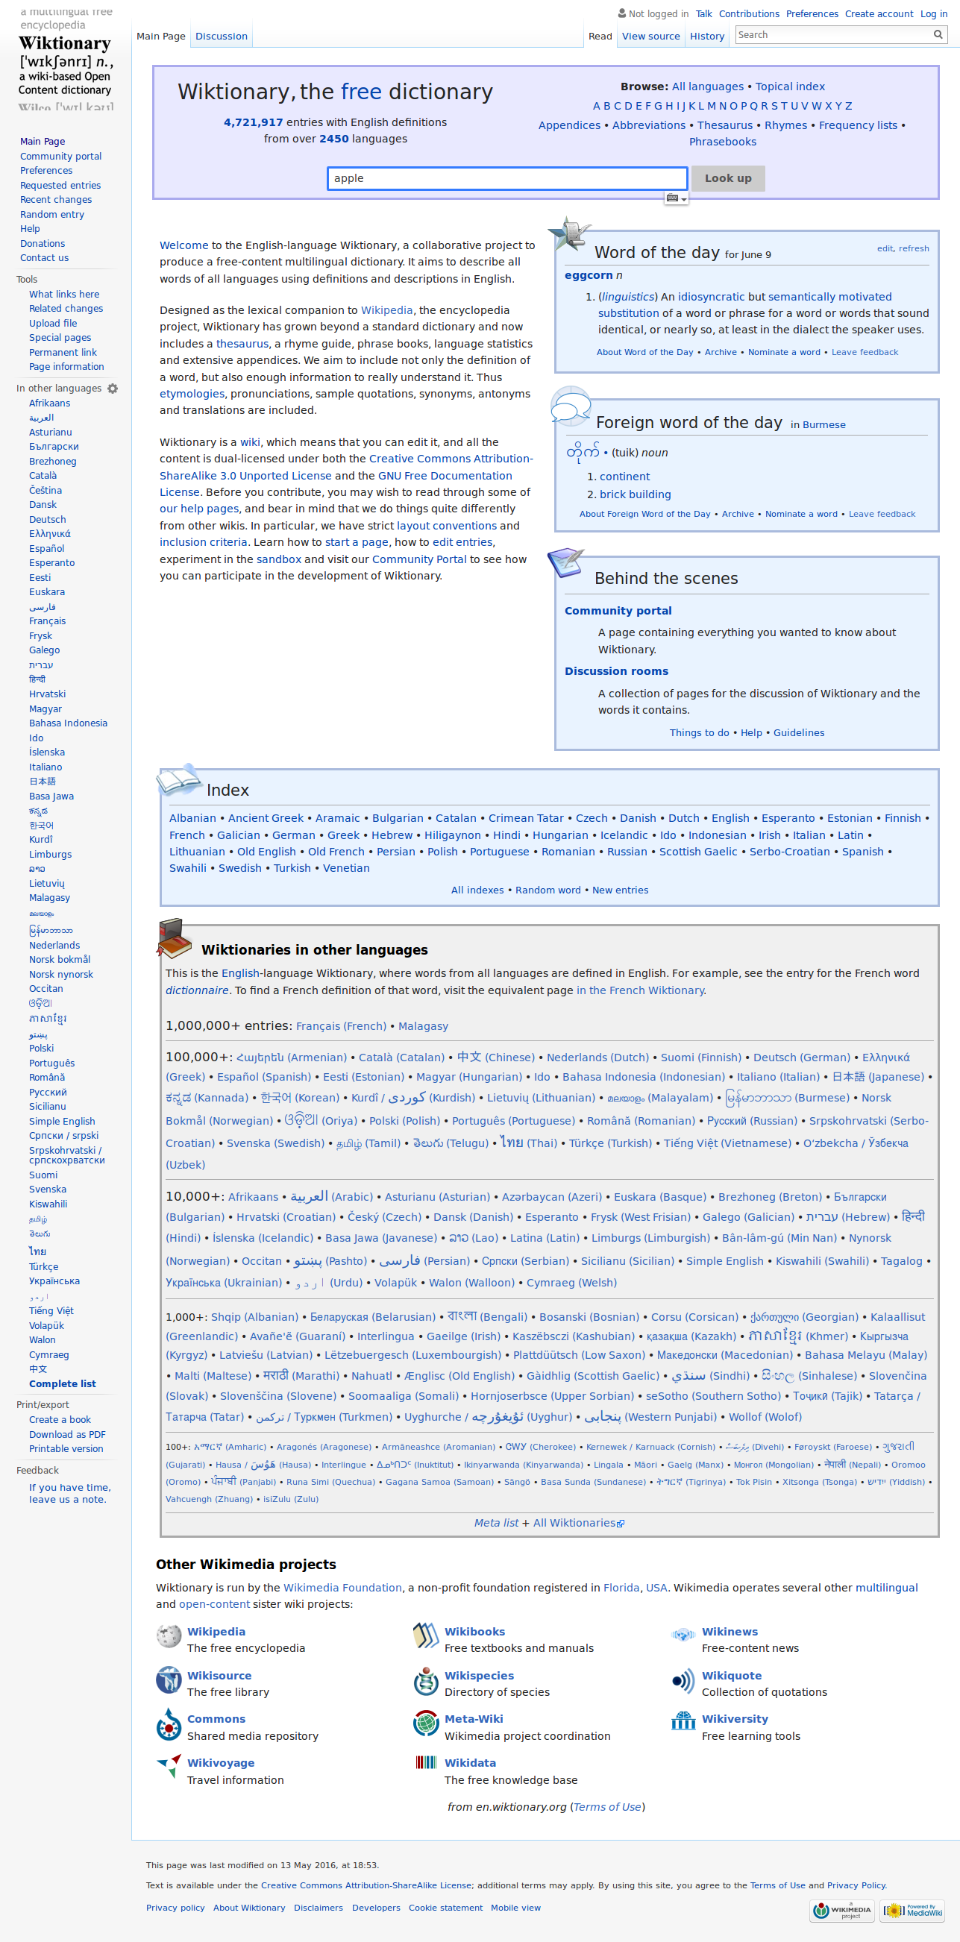 a multilingual free
encyclopedia
Wiktionary
['wɪkʃənrɪ] n.,
a wiki-based Open
Content dictionary
Not logged in Talk Contributions Preferences Create account Log in
Main Page Discussion Read View source History Search
Wiktionary, the free dictionary
4,721,917 entries with English definitions
from over 2450 languages
Browse: All languages • Topical index
A B C D E F G H I J K L M N O P Q R S T U V W X Y Z
Appendices • Abbreviations • Thesaurus • Rhymes • Frequency lists •
Phrasebooks
apple Look up
Main Page
Community portal
Preferences
Requested entries
Recent changes
Random entry
Help
Donations
Contact us
Tools
What links here
Related changes
Upload file
Special pages
Permanent link
Page information
In other languages
Afrikaans
العربية
Asturianu
Български
Brezhoneg
Català
Čeština
Dansk
Deutsch
Ελληνικά
Español
Esperanto
Eesti
Euskara
فارسی
Français
Frysk
Galego
עברית
हिन्दी
Hrvatski
Magyar
Bahasa Indonesia
Ido
Íslenska
Italiano
日本語
Basa Jawa
ಕನ್ನಡ
한국어
Kurdî
Limburgs
ລາວ
Lietuvių
Malagasy
മലയാളം
မြန်မာဘာသာ
Nederlands
Norsk bokmål
Norsk nynorsk
Occitan
ଓଡ଼ିଆ
ភាសាខ្មែរ
پښتو
Polski
Português
Română
Русский
Sicilianu
Simple English
Српски / srpski
Srpskohrvatski /
српскохрватски
Suomi
Svenska
Kiswahili
தமிழ்
తెలుగు
ไทย
Türkçe
Українська
اردو
Tiếng Việt
Volapük
Walon
Cymraeg
中文
Complete list
Print/export
Create a book
Download as PDF
Printable version
Feedback
If you have time,
leave us a note.
Welcome to the English-language Wiktionary, a collaborative project to
produce a free-content multilingual dictionary. It aims to describe all
words of all languages using definitions and descriptions in English.
Designed as the lexical companion to Wikipedia, the encyclopedia
project, Wiktionary has grown beyond a standard dictionary and now
includes a thesaurus, a rhyme guide, phrase books, language statistics
and extensive appendices. We aim to include not only the definition of
a word, but also enough information to really understand it. Thus
etymologies, pronunciations, sample quotations, synonyms, antonyms
and translations are included.
Wiktionary is a wiki, which means that you can edit it, and all the
content is dual-licensed under both the Creative Commons Attribution-
ShareAlike 3.0 Unported License and the GNU Free Documentation
License. Before you contribute, you may wish to read through some of
our help pages, and bear in mind that we do things quite differently
from other wikis. In particular, we have strict layout conventions and
inclusion criteria. Learn how to start a page, how to edit entries,
experiment in the sandbox and visit our Community Portal to see how
you can participate in the development of Wiktionary.
Word of the day for June 9 edit, refresh
eggcorn n
1. (linguistics) An idiosyncratic but semantically motivated
substitution of a word or phrase for a word or words that sound
identical, or nearly so, at least in the dialect the speaker uses.
About Word of the Day • Archive • Nominate a word • Leave feedback
Foreign word of the day in Burmese
တိုက် • (tuik) noun
1. continent
2. brick building
About Foreign Word of the Day • Archive • Nominate a word • Leave feedback
Behind the scenes
Community portal
A page containing everything you wanted to know about
Wiktionary.
Discussion rooms
A collection of pages for the discussion of Wiktionary and the
words it contains.
Things to do • Help • Guidelines
Index
Albanian • Ancient Greek • Aramaic • Bulgarian • Catalan • Crimean Tatar • Czech • Danish • Dutch • English • Esperanto • Estonian • Finnish •
French • Galician • German • Greek • Hebrew • Hiligaynon • Hindi • Hungarian • Icelandic • Ido • Indonesian • Irish • Italian • Latin •
Lithuanian • Old English • Old French • Persian • Polish • Portuguese • Romanian • Russian • Scottish Gaelic • Serbo-Croatian • Spanish •
Swahili • Swedish • Turkish • Venetian
All indexes • Random word • New entries
Wiktionaries in other languages
This is the English-language Wiktionary, where words from all languages are defined in English. For example, see the entry for the French word
dictionnaire. To find a French definition of that word, visit the equivalent page in the French Wiktionary.
1,000,000+ entries: Français (French) • Malagasy
100,000+: Հայերեն (Armenian) • Català (Catalan) • 中文 (Chinese) • Nederlands (Dutch) • Suomi (Finnish) • Deutsch (German) • Ελληνικά
(Greek) • Español (Spanish) • Eesti (Estonian) • Magyar (Hungarian) • Ido • Bahasa Indonesia (Indonesian) • Italiano (Italian) • 日本語 (Japanese) •
ಕನ್ನಡ (Kannada) • 한국어 (Korean) • Kurdî / كوردی (Kurdish) • Lietuvių (Lithuanian) • മലയാളം (Malayalam) • မြန်မာဘာသာ (Burmese) • Norsk
Bokmål (Norwegian) • ଓଡ଼ିଆ (Oriya) • Polski (Polish) • Português (Portuguese) • Română (Romanian) • Русский (Russian) • Srpskohrvatski (Serbo-
Croatian) • Svenska (Swedish) • தமிழ் (Tamil) • తెలుగు (Telugu) • ไทย (Thai) • Türkçe (Turkish) • Tiếng Việt (Vietnamese) • Oʻzbekcha / Ўзбекча
(Uzbek)
10,000+: Afrikaans • العربية (Arabic) • Asturianu (Asturian) • Azərbaycan (Azeri) • Euskara (Basque) • Brezhoneg (Breton) • Български
(Bulgarian) • Hrvatski (Croatian) • Český (Czech) • Dansk (Danish) • Esperanto • Frysk (West Frisian) • Galego (Galician) • עברית (Hebrew) • हिन्दी
(Hindi) • Íslenska (Icelandic) • Basa Jawa (Javanese) • ລາວ (Lao) • Latina (Latin) • Limburgs (Limburgish) • Bân-lâm-gú (Min Nan) • Nynorsk
(Norwegian) • Occitan • پښتو (Pashto) • فارسی (Persian) • Српски (Serbian) • Sicilianu (Sicilian) • Simple English • Kiswahili (Swahili) • Tagalog •
Українська (Ukrainian) • اردو (Urdu) • Volapük • Walon (Walloon) • Cymraeg (Welsh)
1,000+: Shqip (Albanian) • Беларуская (Belarusian) • বাংলা (Bengali) • Bosanski (Bosnian) • Corsu (Corsican) • ქართული (Georgian) • Kalaallisut
(Greenlandic) • Avañe'ẽ (Guaraní) • Interlingua • Gaeilge (Irish) • Kaszëbsczi (Kashubian) • қазақша (Kazakh) • ភាសាខ្មែរ (Khmer) • Кыргызча
(Kyrgyz) • Latviešu (Latvian) • Lëtzebuergesch (Luxembourgish) • Plattdüütsch (Low Saxon) • Македонски (Macedonian) • Bahasa Melayu (Malay)
• Malti (Maltese) • मराठी (Marathi) • Nahuatl • Ænglisc (Old English) • Gàidhlig (Scottish Gaelic) • سنڌي (Sindhi) • සිංහල (Sinhalese) • Slovenčina
(Slovak) • Slovenščina (Slovene) • Soomaaliga (Somali) • Hornjoserbsce (Upper Sorbian) • seSotho (Southern Sotho) • Тоҷикӣ (Tajik) • Tatarça /
Татарча (Tatar) • تركمن / Туркмен (Turkmen) • Uyghurche / ئۇيغۇرچە (Uyghur) • پنجابی (Western Punjabi) • Wollof (Wolof)
100+: አማርኛ (Amharic) • Aragonés (Aragonese) • Armãneashce (Aromanian) • ᏣᎳᎩ (Cherokee) • Kernewek / Karnuack (Cornish) • ދިވެހިބަސް (Divehi) • Føroyskt (Faroese) • ગુજરાતી
(Gujarati) • Hausa / هَوُسَ (Hausa) • Interlingue • ᐃᓄᒃᑎᑐᑦ (Inuktitut) • Ikinyarwanda (Kinyarwanda) • Lingala • Māori • Gaelg (Manx) • Монгол (Mongolian) • नेपाली (Nepali) • Oromoo
(Oromo) • ਪੰਜਾਬੀ (Panjabi) • Runa Simi (Quechua) • Gagana Samoa (Samoan) • Sängö • Basa Sunda (Sundanese) • ትግርኛ (Tigrinya) • Tok Pisin • Xitsonga (Tsonga) • ייִדיש (Yiddish) •
Vahcuengh (Zhuang) • isiZulu (Zulu)
Meta list + All Wiktionaries
Other Wikimedia projects
Wiktionary is run by the Wikimedia Foundation, a non-profit foundation registered in Florida, USA. Wikimedia operates several other multilingual
and open-content sister wiki projects:
Wikipedia
The free encyclopedia
Wikibooks
Free textbooks and manuals
Wikinews
Free-content news
Wikisource
The free library
Wikispecies
Directory of species
Wikiquote
Collection of quotations
Commons
Shared media repository
Meta-Wiki
Wikimedia project coordination
Wikiversity
Free learning tools
Wikivoyage
Travel information
Wikidata
The free knowledge base
from en.wiktionary.org (Terms of Use)
This page was last modified on 13 May 2016, at 18:53.
Text is available under the Creative Commons Attribution-ShareAlike License; additional terms may apply. By using this site, you agree to the Terms of Use and Privacy Policy.
Privacy policy About Wiktionary Disclaimers Developers Cookie statement Mobile view
A WIKIMEDIA project
Powered By MediaWiki